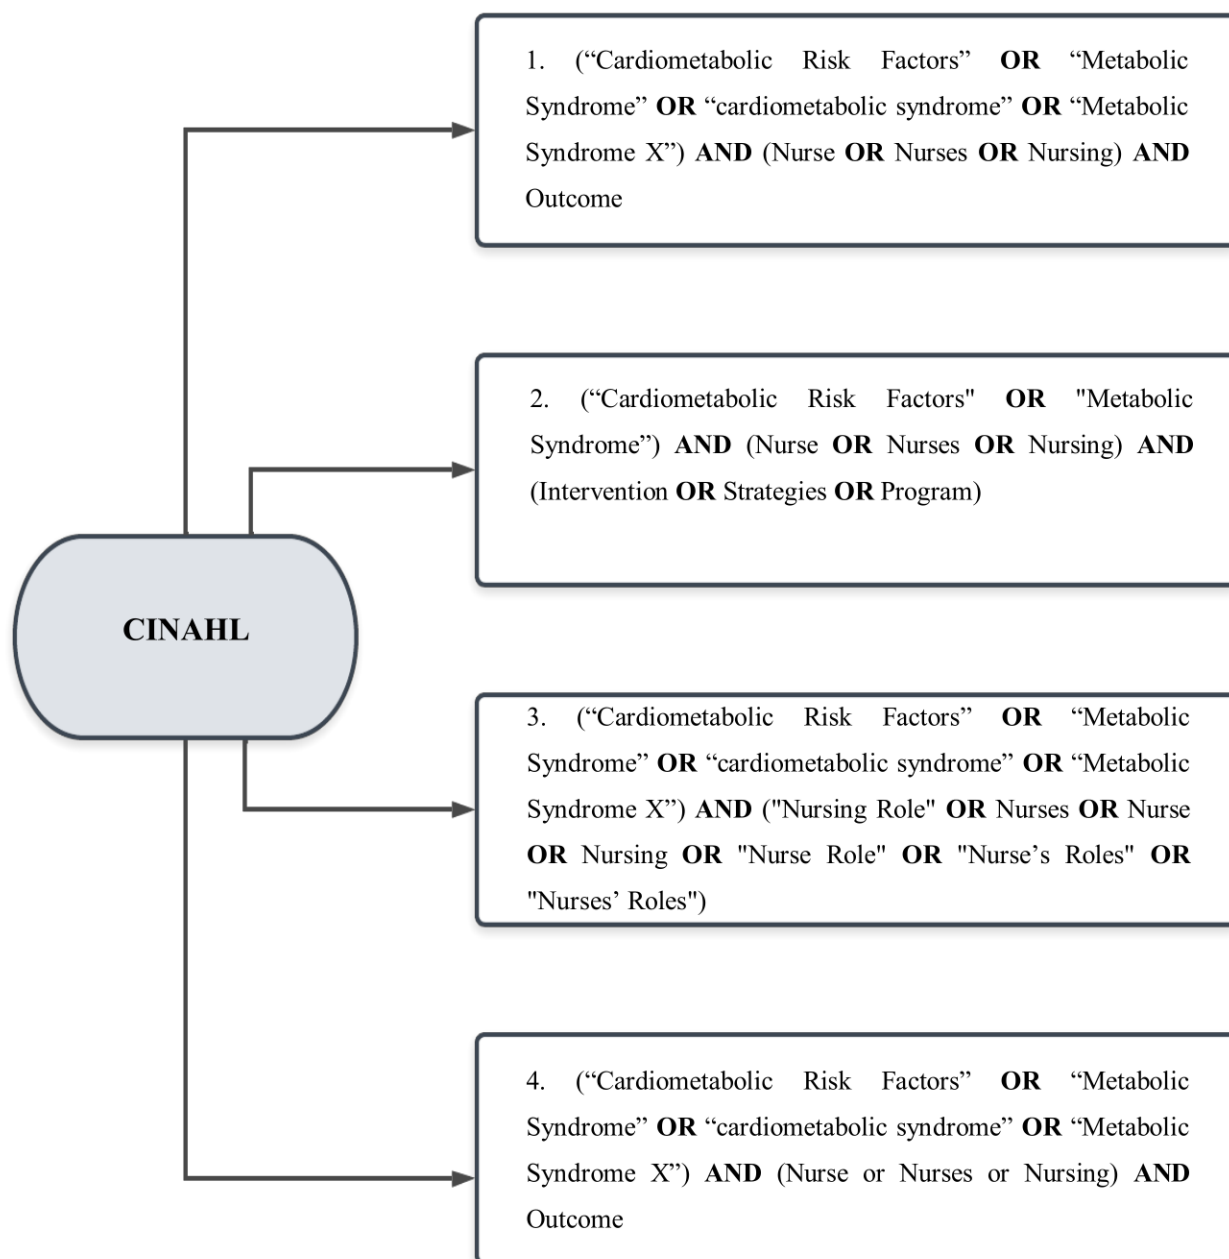 1. (“Cardiometabolic Risk Factors” OR “Metabolic
Syndrome” OR “cardiometabolic syndrome” OR “Metabolic
Syndrome X”) AND (Nurse OR Nurses OR Nursing) AND
Outcome
2. (“Cardiometabolic Risk Factors" OR "Metabolic
Syndrome”) AND (Nurse OR Nurses OR Nursing) AND
(Intervention OR Strategies OR Program)
CINAHL
3. (“Cardiometabolic Risk Factors” OR “Metabolic
Syndrome” OR “cardiometabolic syndrome” OR “Metabolic
Syndrome X”) AND ("Nursing Role" OR Nurses OR Nurse
OR Nursing OR "Nurse Role" OR "Nurse’s Roles" OR
"Nurses’ Roles")
4. (“Cardiometabolic Risk Factors” OR “Metabolic
Syndrome” OR “cardiometabolic syndrome” OR “Metabolic
Syndrome X”) AND (Nurse or Nurses or Nursing) AND
Outcome